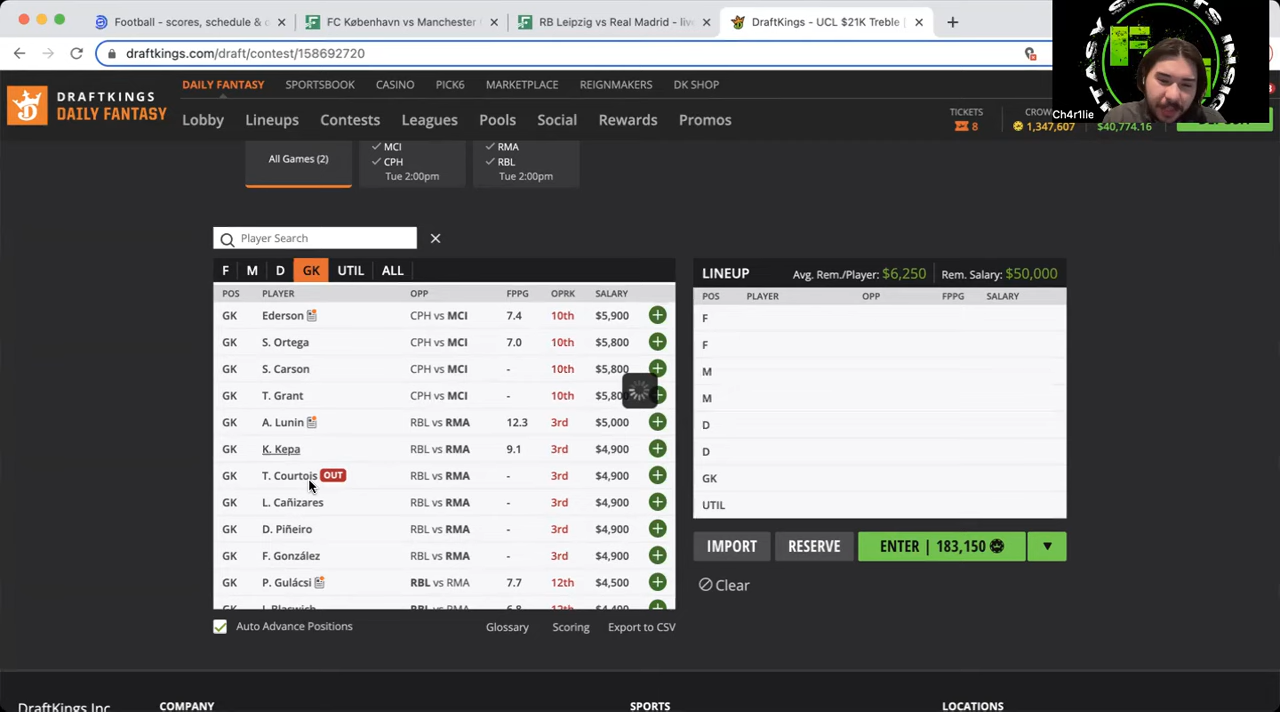 Football - scores, schedule &
FC København vs Manchester
RB Leipzig vs Real Madrid - live
DraftKings - UCL $21K Treble
draftkings.com/draft/contest/158692720
DRAFTKINGS
DAILY FANTASY
DAILY FANTASY SPORTSBOOK CASINO PICK6 MARKETPLACE REIGNMAKERS DK SHOP
Lobby Lineups Contests Leagues Pools Social Rewards Promos
TICKETS
8
1,347,607
$40,774.16
Ch4r1lie
All Games (2)
MCI
CPH
Tue 2:00pm
RMA
RBL
Tue 2:00pm
Player Search
F M D GK UTIL ALL
POS PLAYER OPP FPPG OPRK SALARY
GK Ederson CPH vs MCI 7.4 10th $5,900
GK S. Ortega CPH vs MCI 7.0 10th $5,800
GK S. Carson CPH vs MCI - 10th $5,800
GK T. Grant CPH vs MCI - 10th $5,800
GK A. Lunin RBL vs RMA 12.3 3rd $5,000
GK K. Kepa RBL vs RMA 9.1 3rd $4,900
GK T. Courtois OUT RBL vs RMA - 3rd $4,900
GK L. Cañizares RBL vs RMA - 3rd $4,900
GK D. Piñeiro RBL vs RMA - 3rd $4,900
GK F. González RBL vs RMA - 3rd $4,900
GK P. Gulácsi RBL vs RMA 7.7 12th $4,500
Auto Advance Positions
Glossary Scoring Export to CSV
LINEUP Avg. Rem./Player: $6,250 Rem. Salary: $50,000
POS PLAYER OPP FPPG SALARY
F
F
M
M
D
D
GK
UTIL
IMPORT RESERVE ENTER | 183,150
Clear
DraftKings Inc
COMPANY SPORTS LOCATIONS